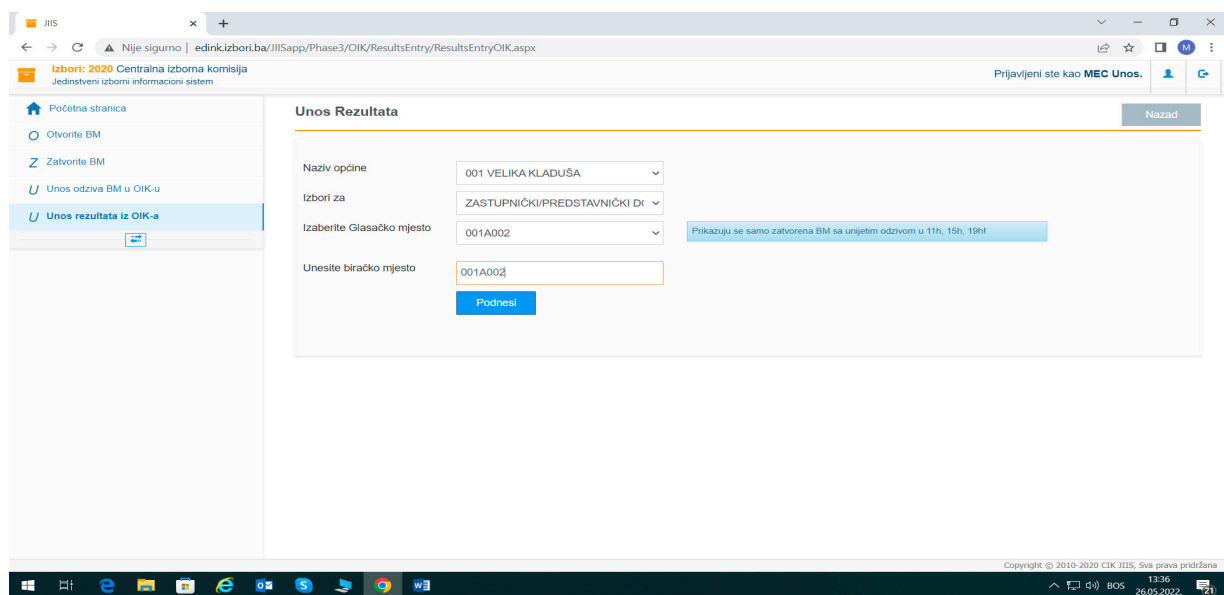 JIIS
Nije sigurno | edink.izbori.ba/JIISapp/Phase3/OIK/ResultsEntry/ResultsEntryOIK.aspx
M
Izbori: 2020 Centralna izborna komisija
Jedinstveni izborni informacioni sistem
Prijavljeni ste kao MEC Unos.
Početna stranica
O Otvorite BM
Z Zatvorite BM
U Unos odziva BM u OIK-u
U Unos rezultata iz OIK-a
Unos Rezultata
Nazad
Naziv općine
001 VELIKA KLADUŠA
Izbori za
ZASTUPNIČKI/PREDSTAVNIČKI DO
Izaberite Glasačko mjesto
001A002
Prikazuju se samo zatvorena BM sa unijetim odzivom u 11h, 15h, 19h!
Unesite biračko mjesto
001A002
Podnesi
Copyright © 2010-2020 CIK JIIS, Sva prava pridržana
BOS
13:36
26.05.2022.
21